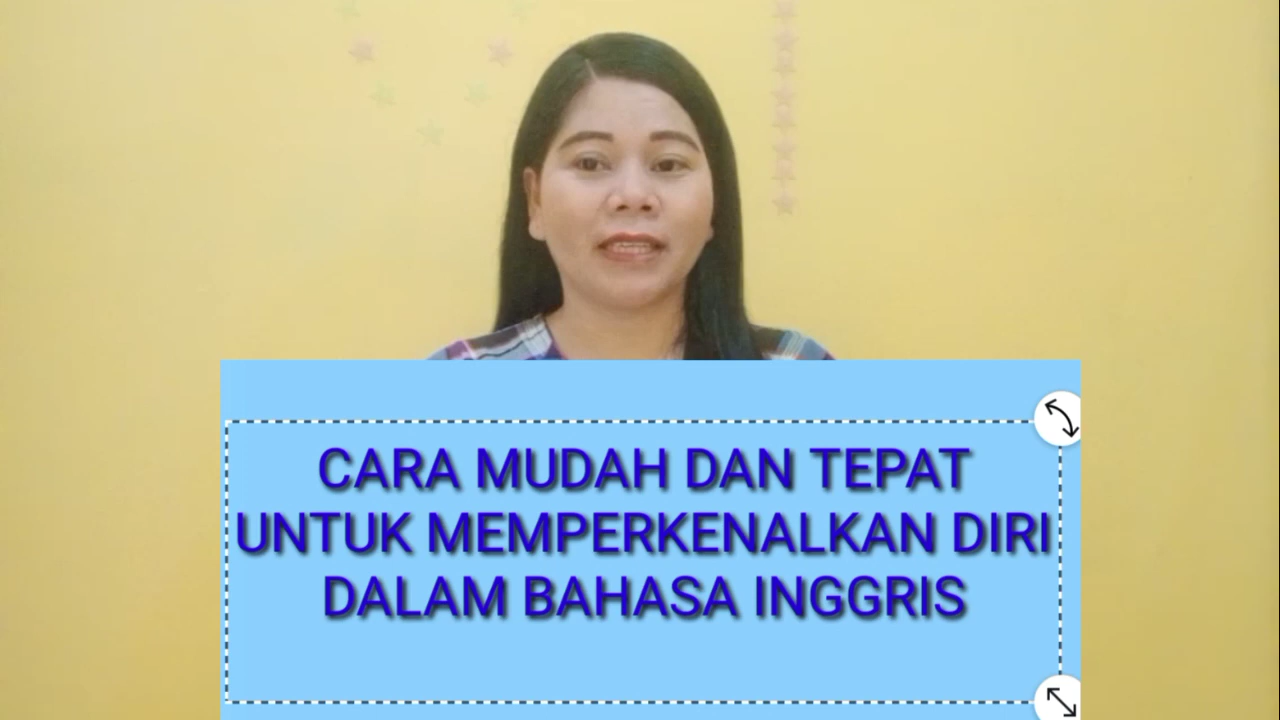 CARA MUDAH DAN TEPAT
UNTUK MEMPERKENALKAN DIRI
DALAM BAHASA INGGRIS